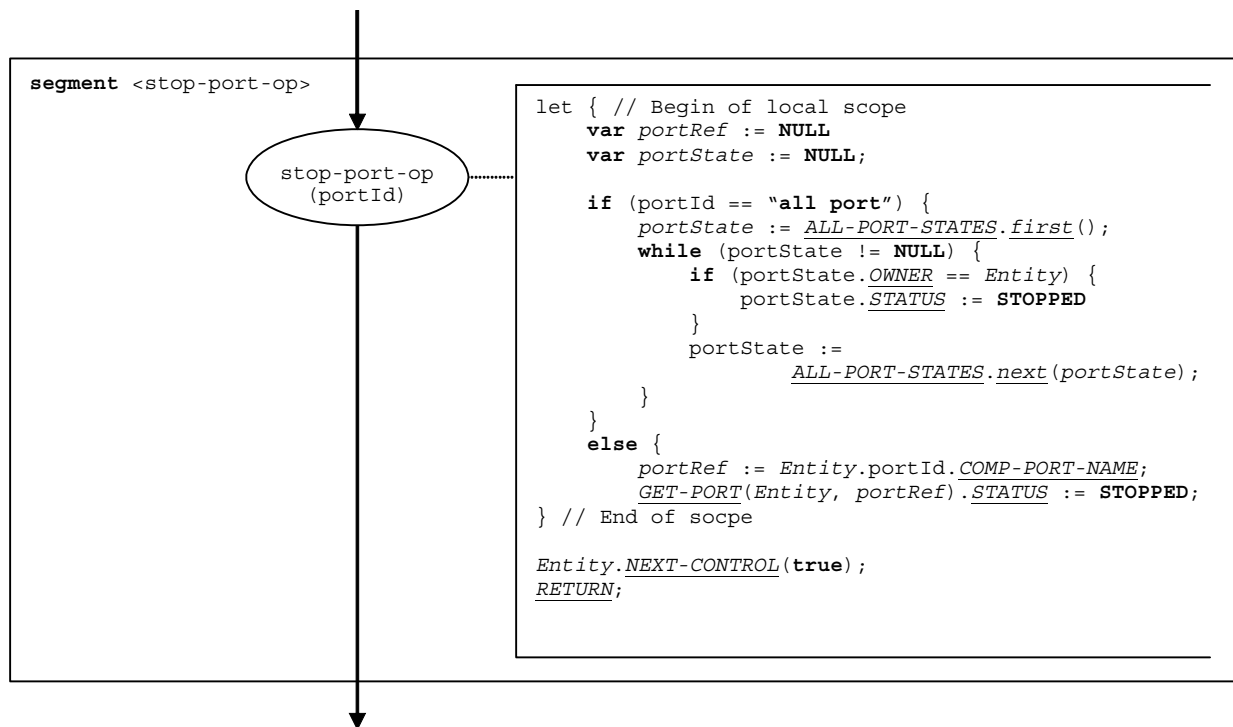 segment <stop-port-op>
stop-port-op
(portId)
let { // Begin of local scope
var portRef := NULL
var portState := NULL;
if (portId == “all port”) {
portState := ALL-PORT-STATES.first();
while (portState != NULL) {
if (portState.OWNER == Entity) {
portState.STATUS := STOPPED
}
portState :=
ALL-PORT-STATES.next(portState);
}
}
else {
portRef := Entity.portId.COMP-PORT-NAME;
GET-PORT(Entity, portRef).STATUS := STOPPED;
} // End of socpe
Entity.NEXT-CONTROL(true);
RETURN;